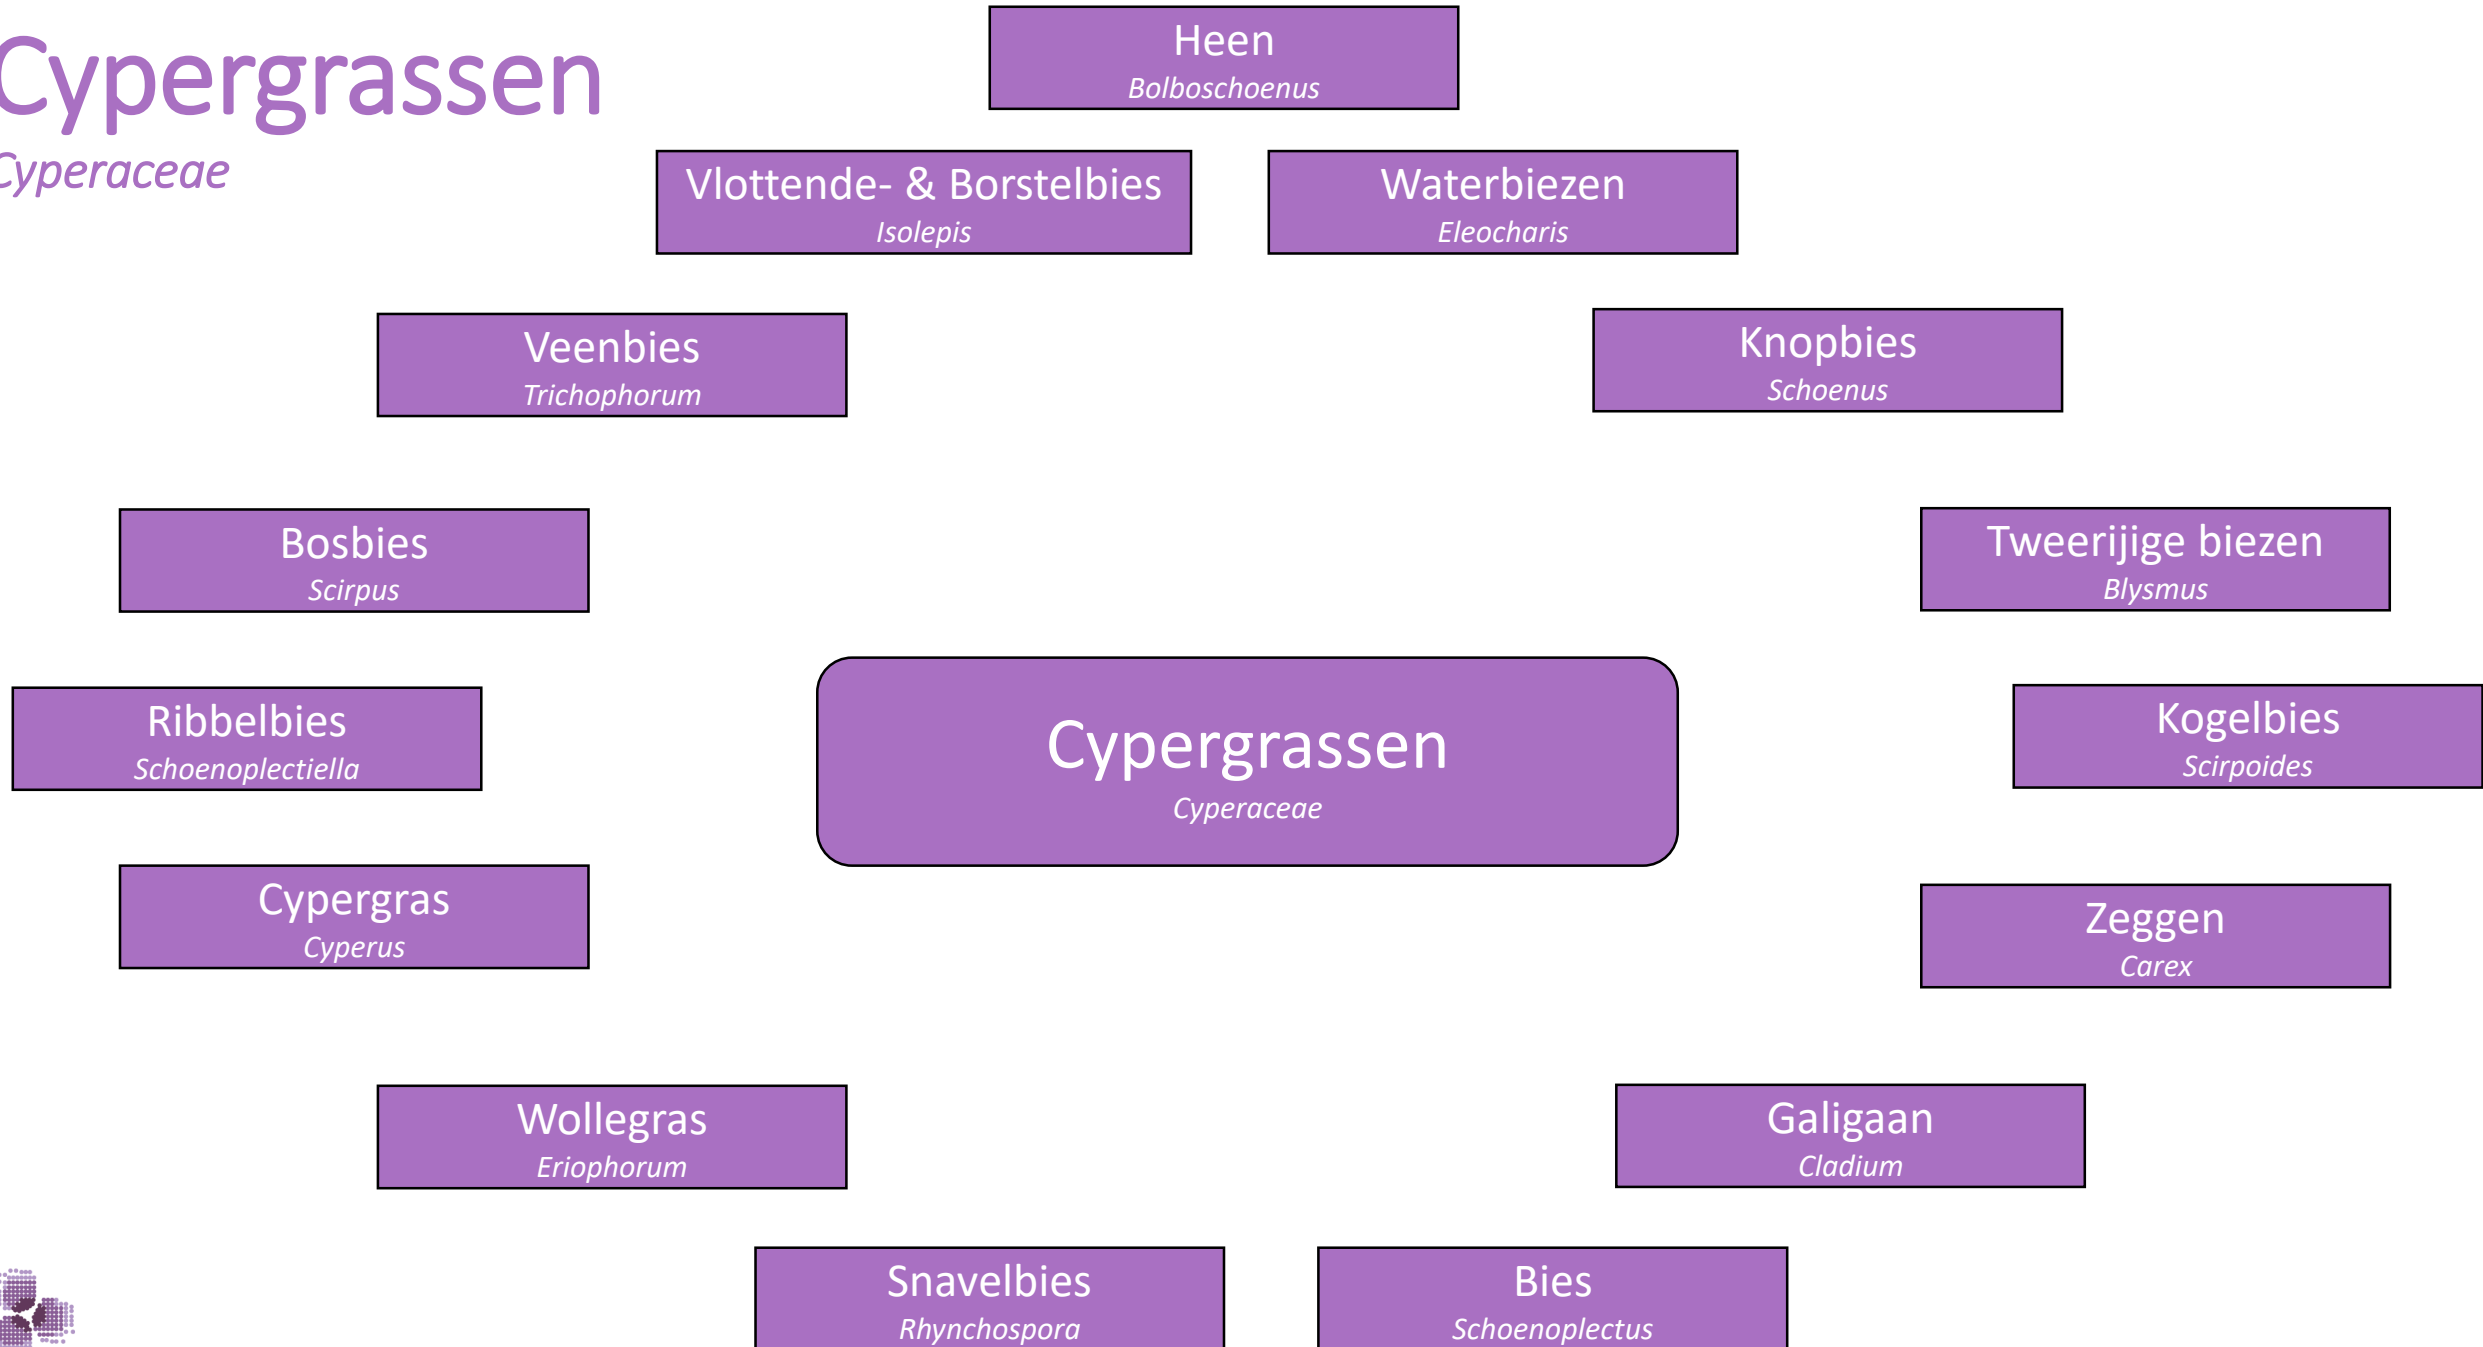 Cypergrassen
Cyperaceae
Heen
Bolboschoenus
Vlottende- & Borstelbies
Isolepis
Waterbiezen
Eleocharis
Veenbies
Trichophorum
Knopbies
Schoenus
Bosbies
Scirpus
Tweerijige biezen
Blysmus
Ribbelbies
Schoenoplectiella
Cypergrassen
Cyperaceae
Kogelbies
Scirpoides
Cypergras
Cyperus
Zeggen
Carex
Wollegras
Eriophorum
Galigaan
Cladium
Snavelbies
Rhynchospora
Bies
Schoenoplectus